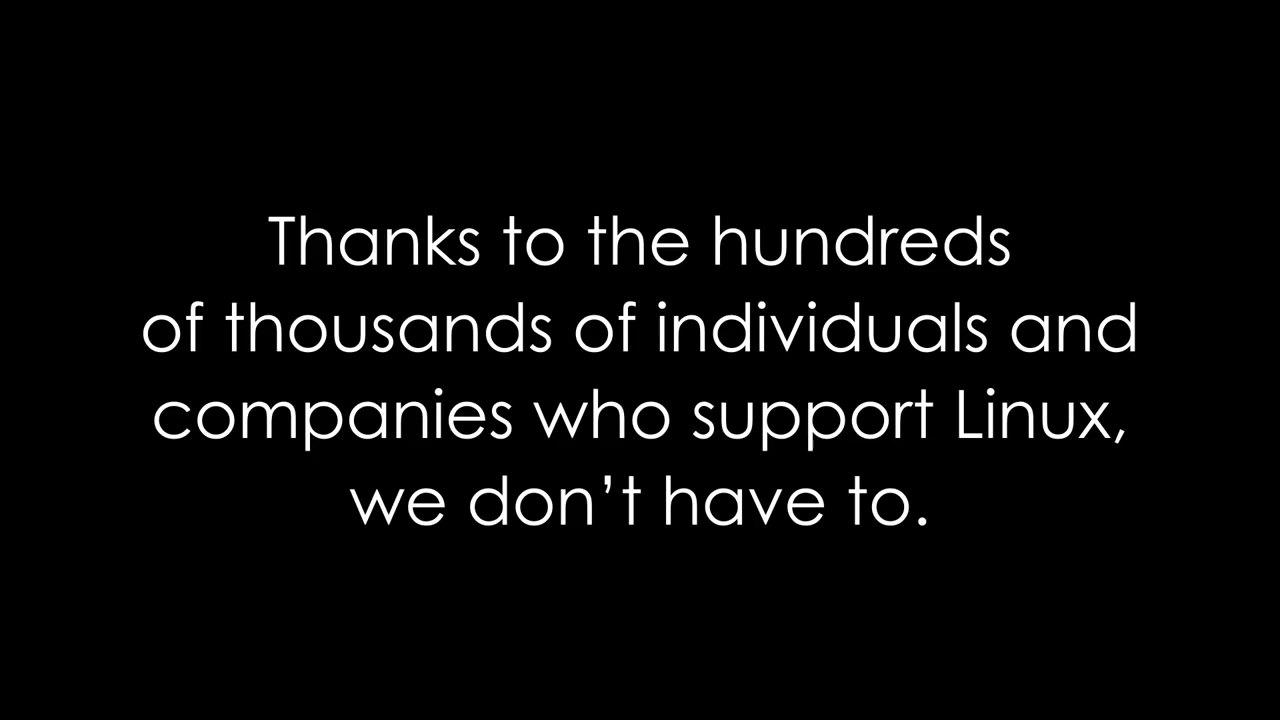 Thanks to the hundreds
of thousands of individuals and
companies who support Linux,
we don’t have to.